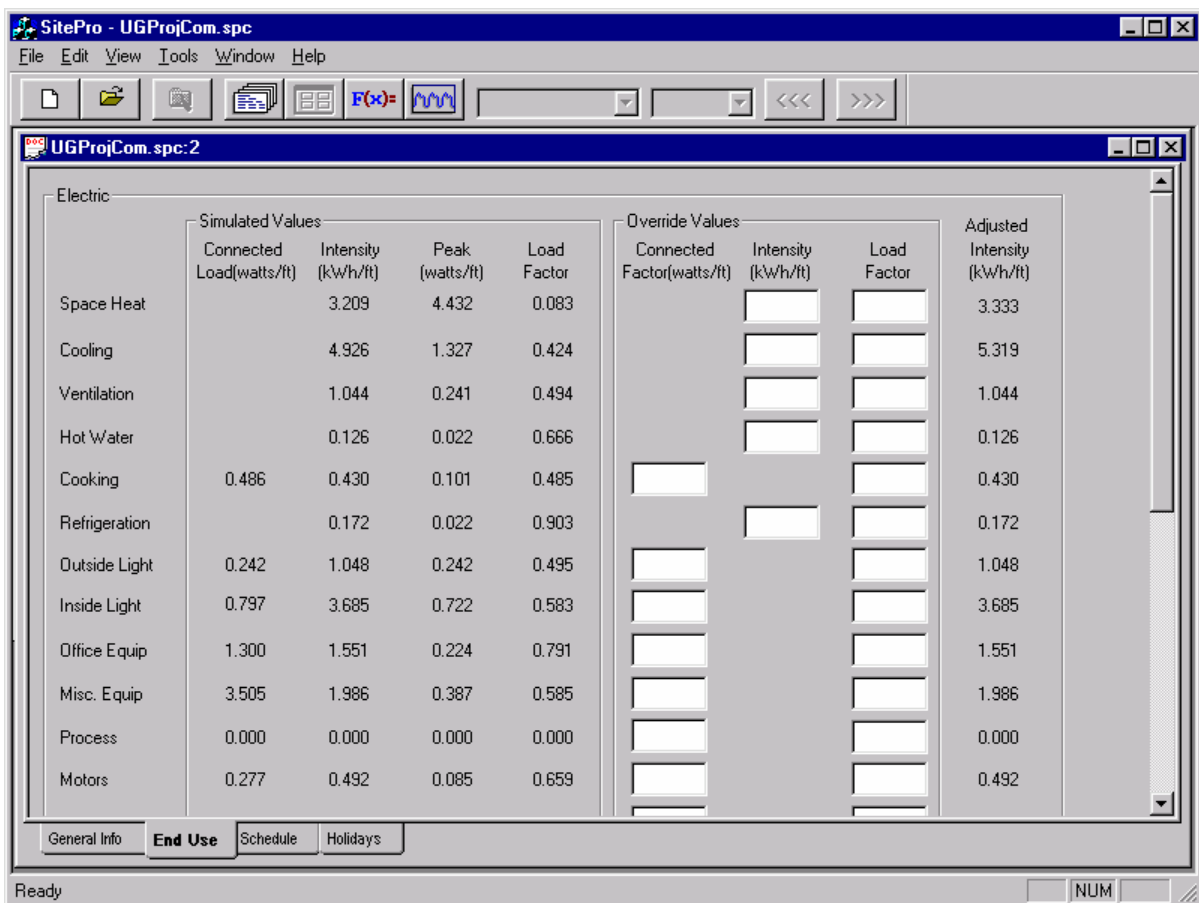 SitePro - UGProjCom.spc
File Edit View Tools Window Help
F(x)= <<< >>>
DOC UGProjCom.spc:2
Electric
Simulated Values Override Values Adjusted
Connected Intensity Peak Load Connected Intensity Load Intensity
Load(watts/ft) (kWh/ft) (watts/ft) Factor Factor(watts/ft) (kWh/ft) Factor (kWh/ft)
Space Heat 3.209 4.432 0.083 3.333
Cooling 4.926 1.327 0.424 5.319
Ventilation 1.044 0.241 0.494 1.044
Hot Water 0.126 0.022 0.666 0.126
Cooking 0.486 0.430 0.101 0.485 0.430
Refrigeration 0.172 0.022 0.903 0.172
Outside Light 0.242 1.048 0.242 0.495 1.048
Inside Light 0.797 3.685 0.722 0.583 3.685
Office Equip 1.300 1.551 0.224 0.791 1.551
Misc. Equip 3.505 1.986 0.387 0.585 1.986
Process 0.000 0.000 0.000 0.000 0.000
Motors 0.277 0.492 0.085 0.659 0.492
General Info End Use Schedule Holidays
Ready NUM